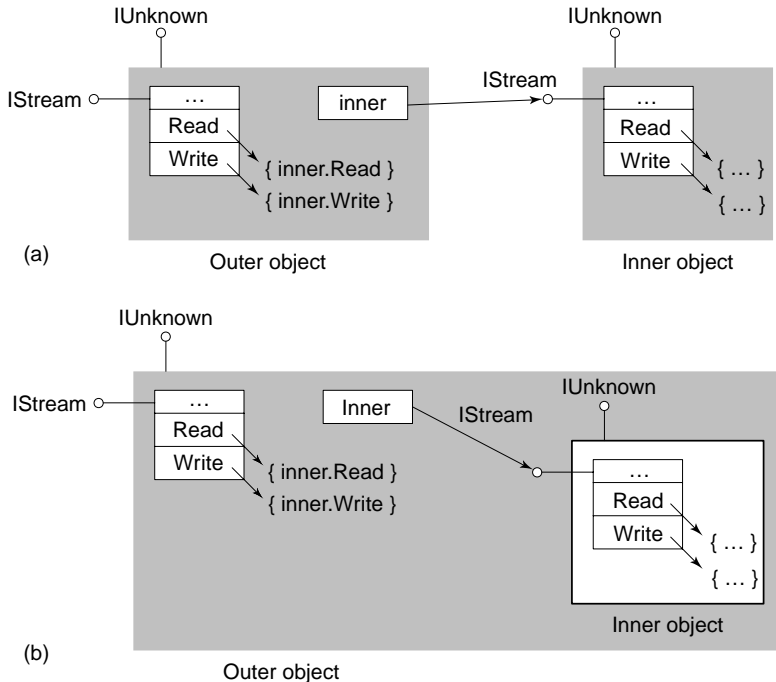 IUnknown
IStream
…
Read
Write
{ inner.Read }
{ inner.Write }
inner
Outer object
IUnknown
IStream
…
Read
Write
{ … }
{ … }
Inner object
(a)
IUnknown
IStream
…
Read
Write
{ inner.Read }
{ inner.Write }
Inner
IStream
IUnknown
…
Read
Write
{ … }
{ … }
Inner object
(b)
Outer object